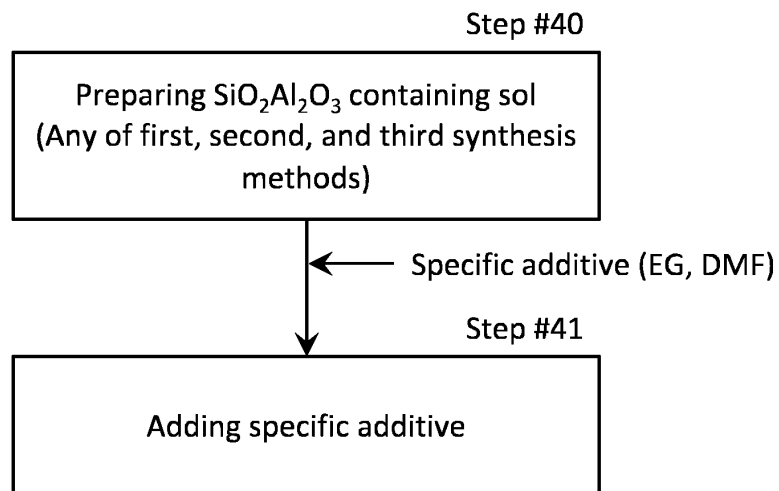 Step #40
Preparing SiO₂Al₂O₃ containing sol
(Any of first, second, and third synthesis
methods)
Specific additive (EG, DMF)
Step #41
Adding specific additive